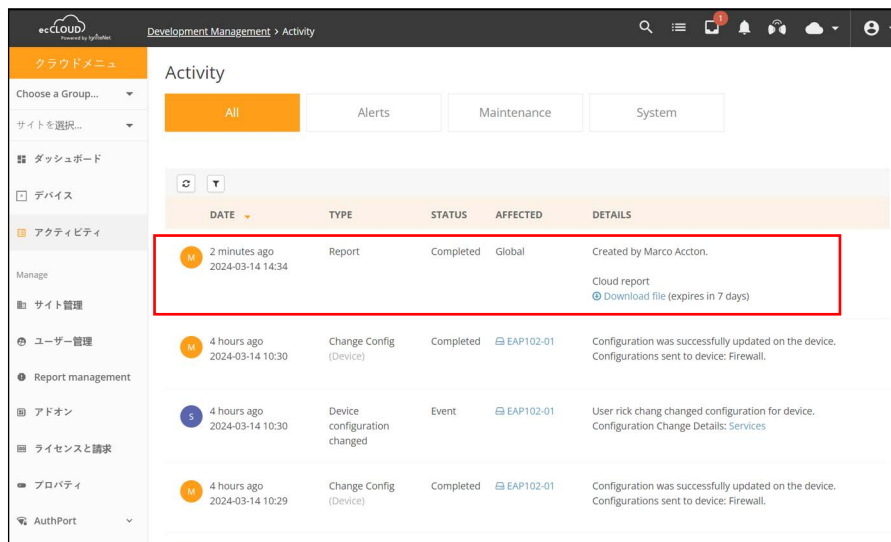 ecCLOUD
Powered by IgniteNet
Development Management > Activity
1
クラウドメニュー
Choose a Group...
サイトを選択...
ダッシュボード
デバイス
アクティビティ
Manage
サイト管理
ユーザー管理
Report management
アドオン
ライセンスと請求
プロパティ
AuthPort
Activity
All
Alerts
Maintenance
System
DATE TYPE STATUS AFFECTED DETAILS
M 2 minutes ago Report Completed Global Created by Marco Accton.
2024-03-14 14:34
Cloud report
Download file (expires in 7 days)
M 4 hours ago Change Config Completed EAP102-01 Configuration was successfully updated on the device.
2024-03-14 10:30 (Device) Configurations sent to device: Firewall.
S 4 hours ago Device Event EAP102-01 User rick chang changed configuration for device.
2024-03-14 10:30 configuration Configuration Change Details: Services
changed
M 4 hours ago Change Config Completed EAP102-01 Configuration was successfully updated on the device.
2024-03-14 10:29 (Device) Configurations sent to device: Firewall.